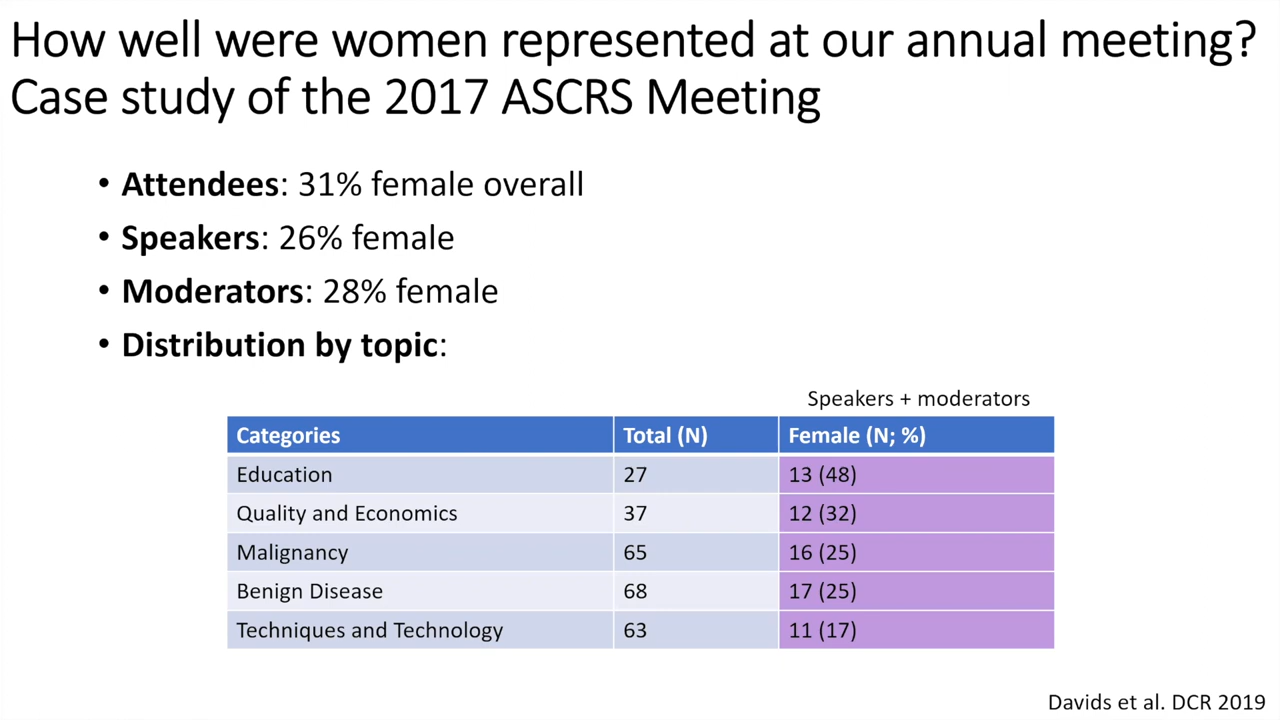 How well were women represented at our annual meeting?
Case study of the 2017 ASCRS Meeting
• Attendees: 31% female overall
• Speakers: 26% female
• Moderators: 28% female
• Distribution by topic:
Speakers + moderators
Categories Total (N) Female (N; %)
Education 27 13 (48)
Quality and Economics 37 12 (32)
Malignancy 65 16 (25)
Benign Disease 68 17 (25)
Techniques and Technology 63 11 (17)
Davids et al. DCR 2019